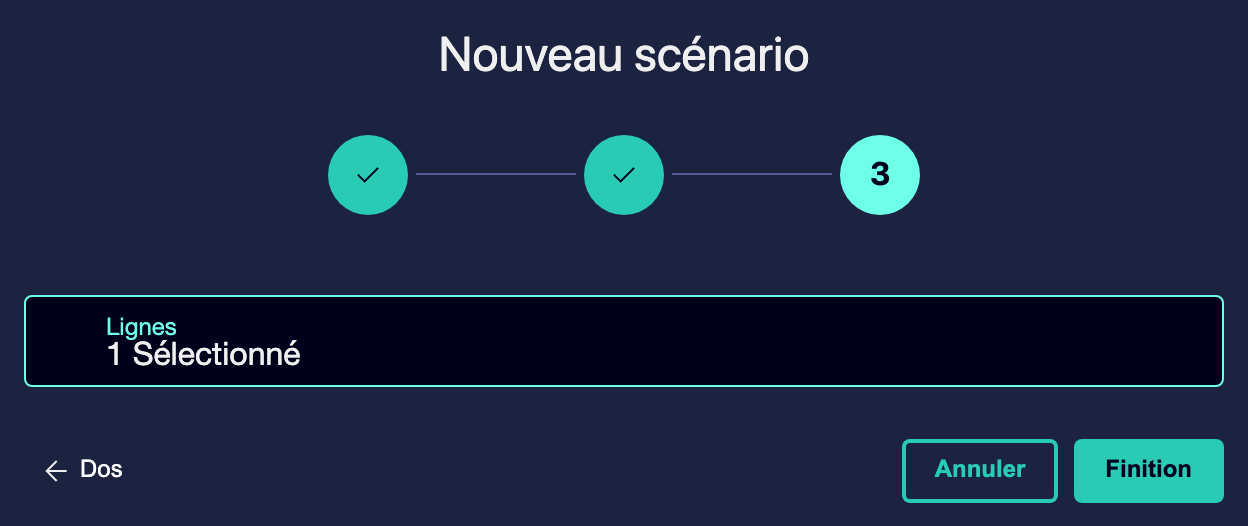 Nouveau scénario
3
Lignes
1 Sélectionné
Dos
Annuler
Finition